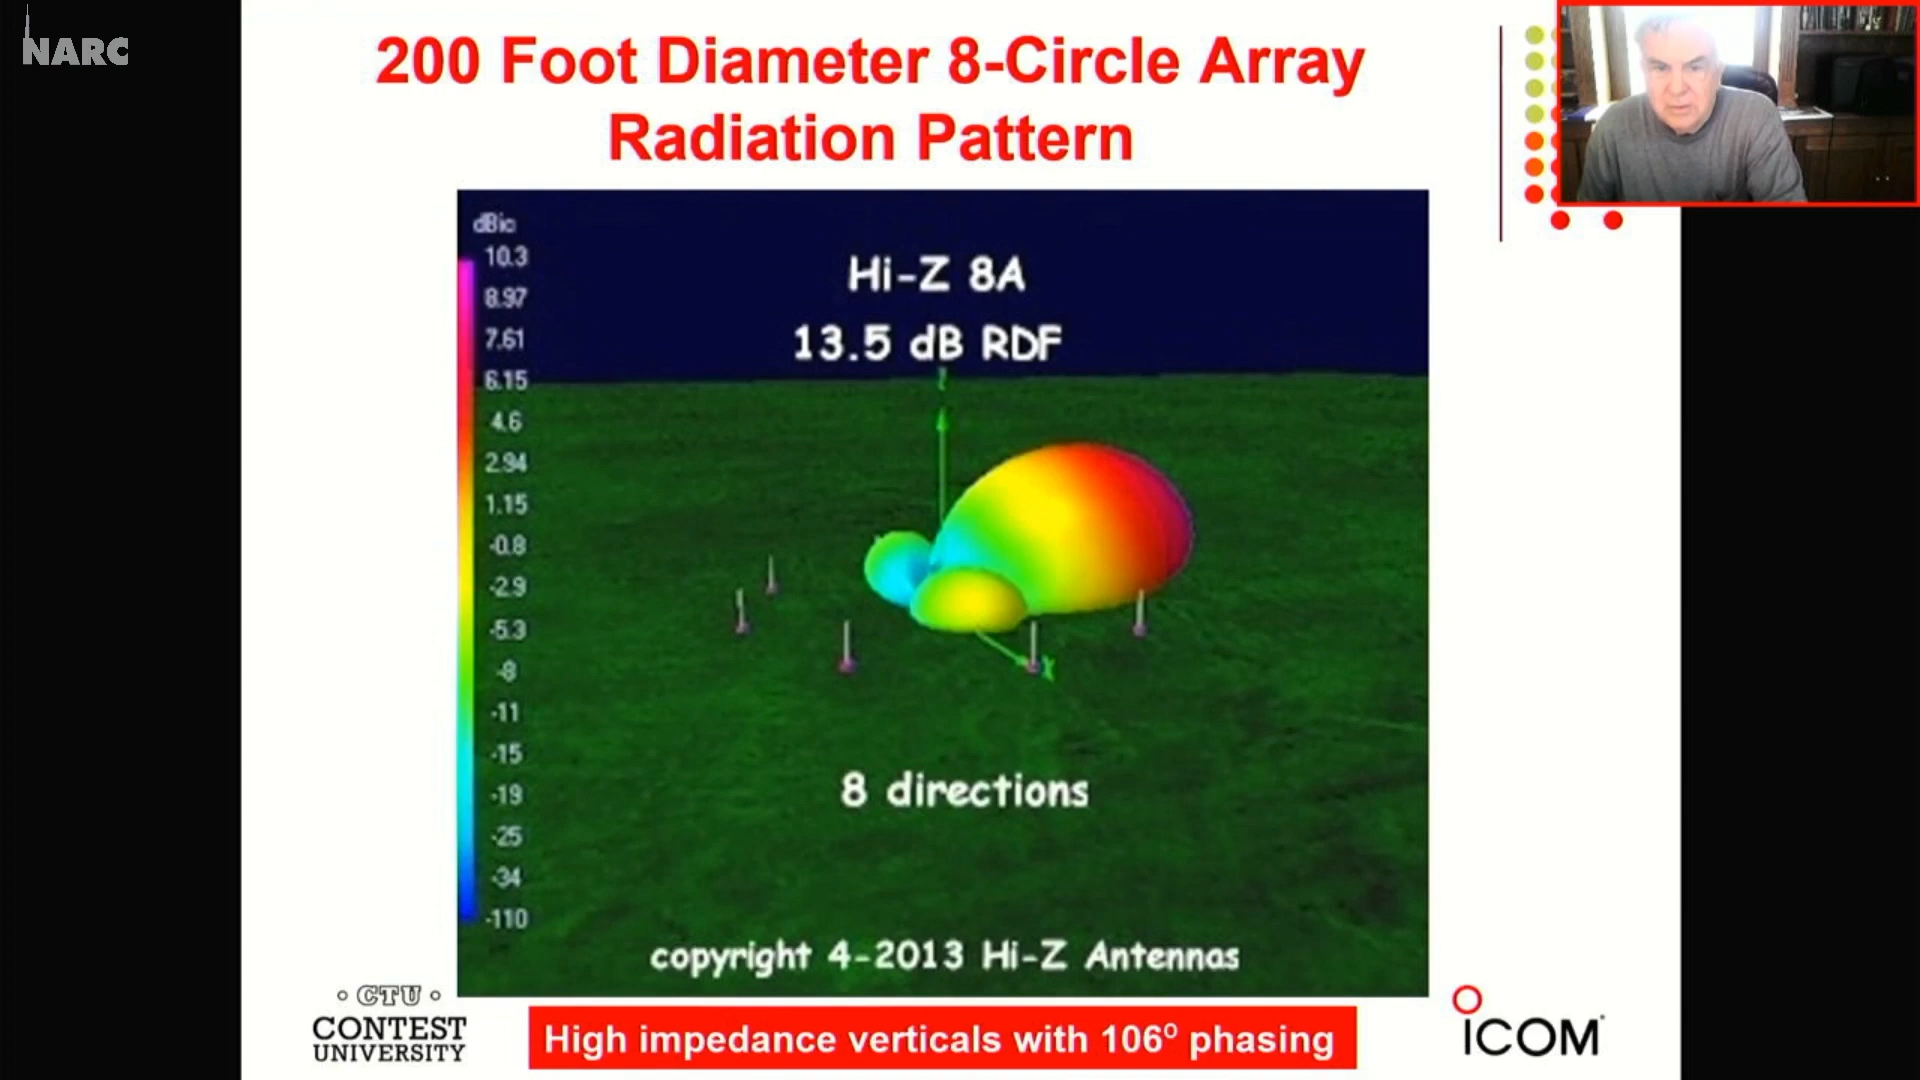 NARC
200 Foot Diameter 8-Circle Array
Radiation Pattern
dBic
10.3
8.97
7.61
6.15
4.6
2.94
1.15
-0.8
-2.9
-5.3
-8
-11
-15
-19
-25
-34
-110
Hi-Z 8A
13.5 dB RDF
Z
X
8 directions
copyright 4-2013 Hi-Z Antennas
CTU
CONTEST
UNIVERSITY
High impedance verticals with 106º phasing
ICOM